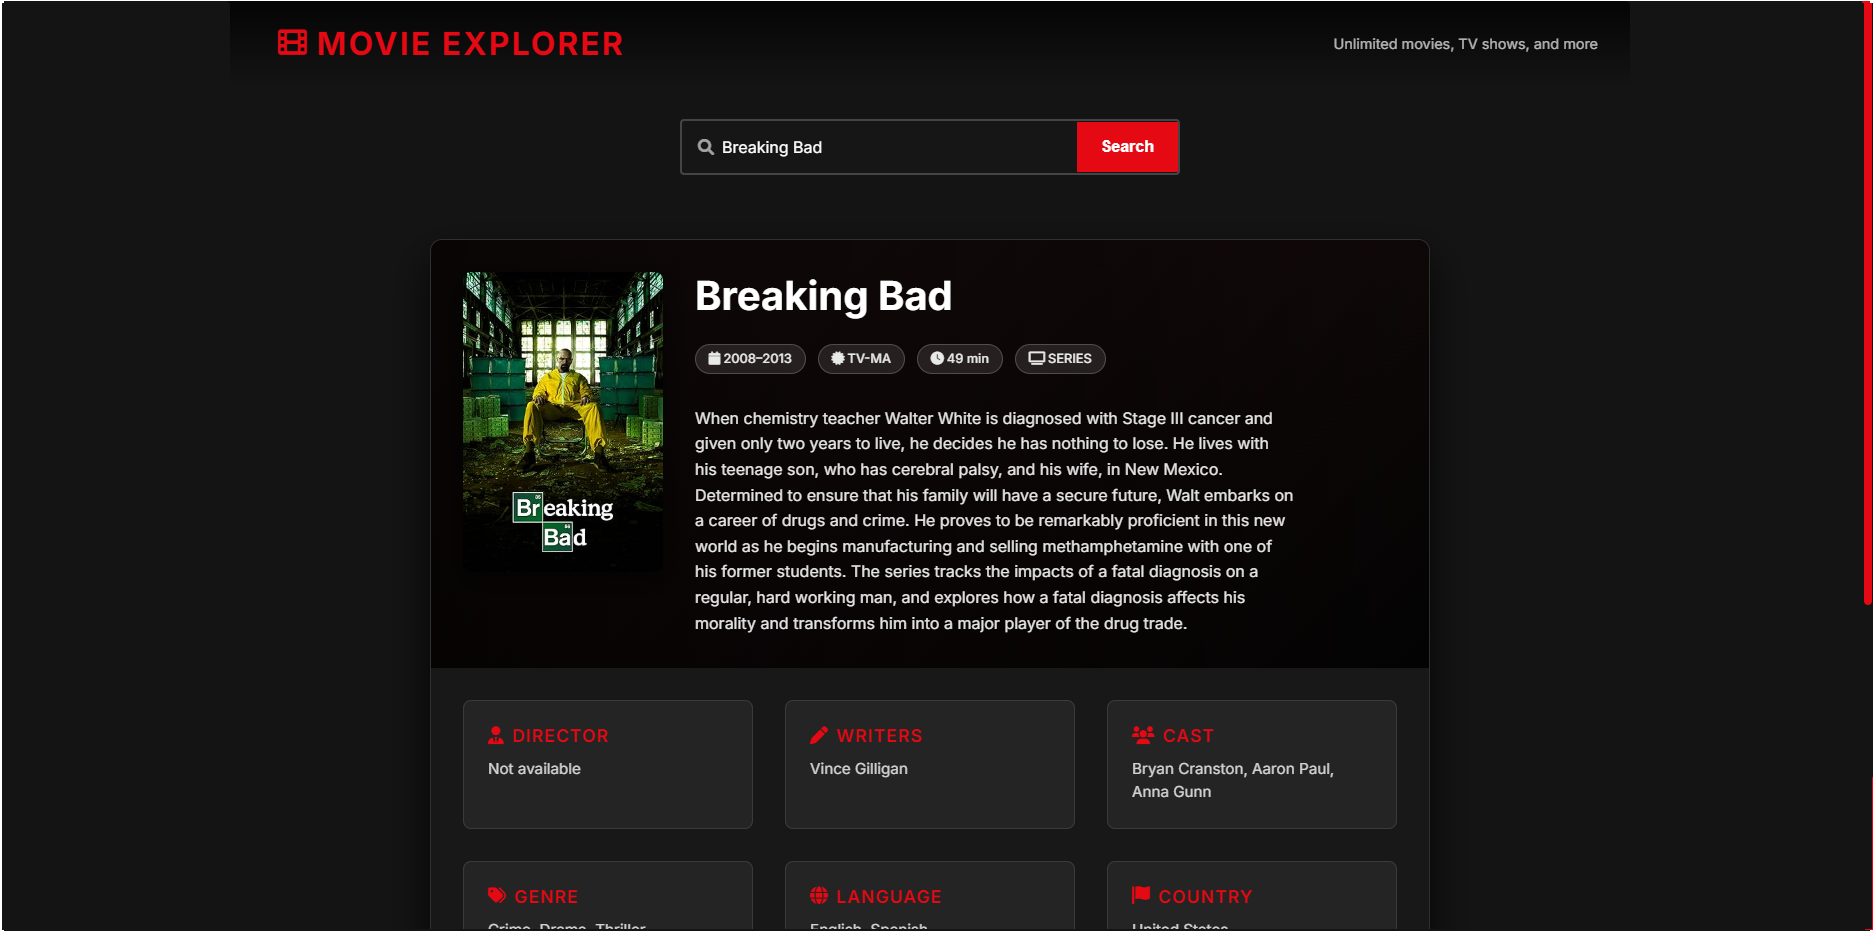 MOVIE EXPLORER
Unlimited movies, TV shows, and more
Breaking Bad
Search
Breaking Bad
2008–2013
TV-MA
49 min
SERIES
When chemistry teacher Walter White is diagnosed with Stage III cancer and
given only two years to live, he decides he has nothing to lose. He lives with
his teenage son, who has cerebral palsy, and his wife, in New Mexico.
Determined to ensure that his family will have a secure future, Walt embarks on
a career of drugs and crime. He proves to be remarkably proficient in this new
world as he begins manufacturing and selling methamphetamine with one of
his former students. The series tracks the impacts of a fatal diagnosis on a
regular, hard working man, and explores how a fatal diagnosis affects his
morality and transforms him into a major player of the drug trade.
Breaking
Bad
DIRECTOR
Not available
WRITERS
Vince Gilligan
CAST
Bryan Cranston, Aaron Paul,
Anna Gunn
GENRE
Crime, Drama, Thriller
LANGUAGE
English, Spanish
COUNTRY
United States